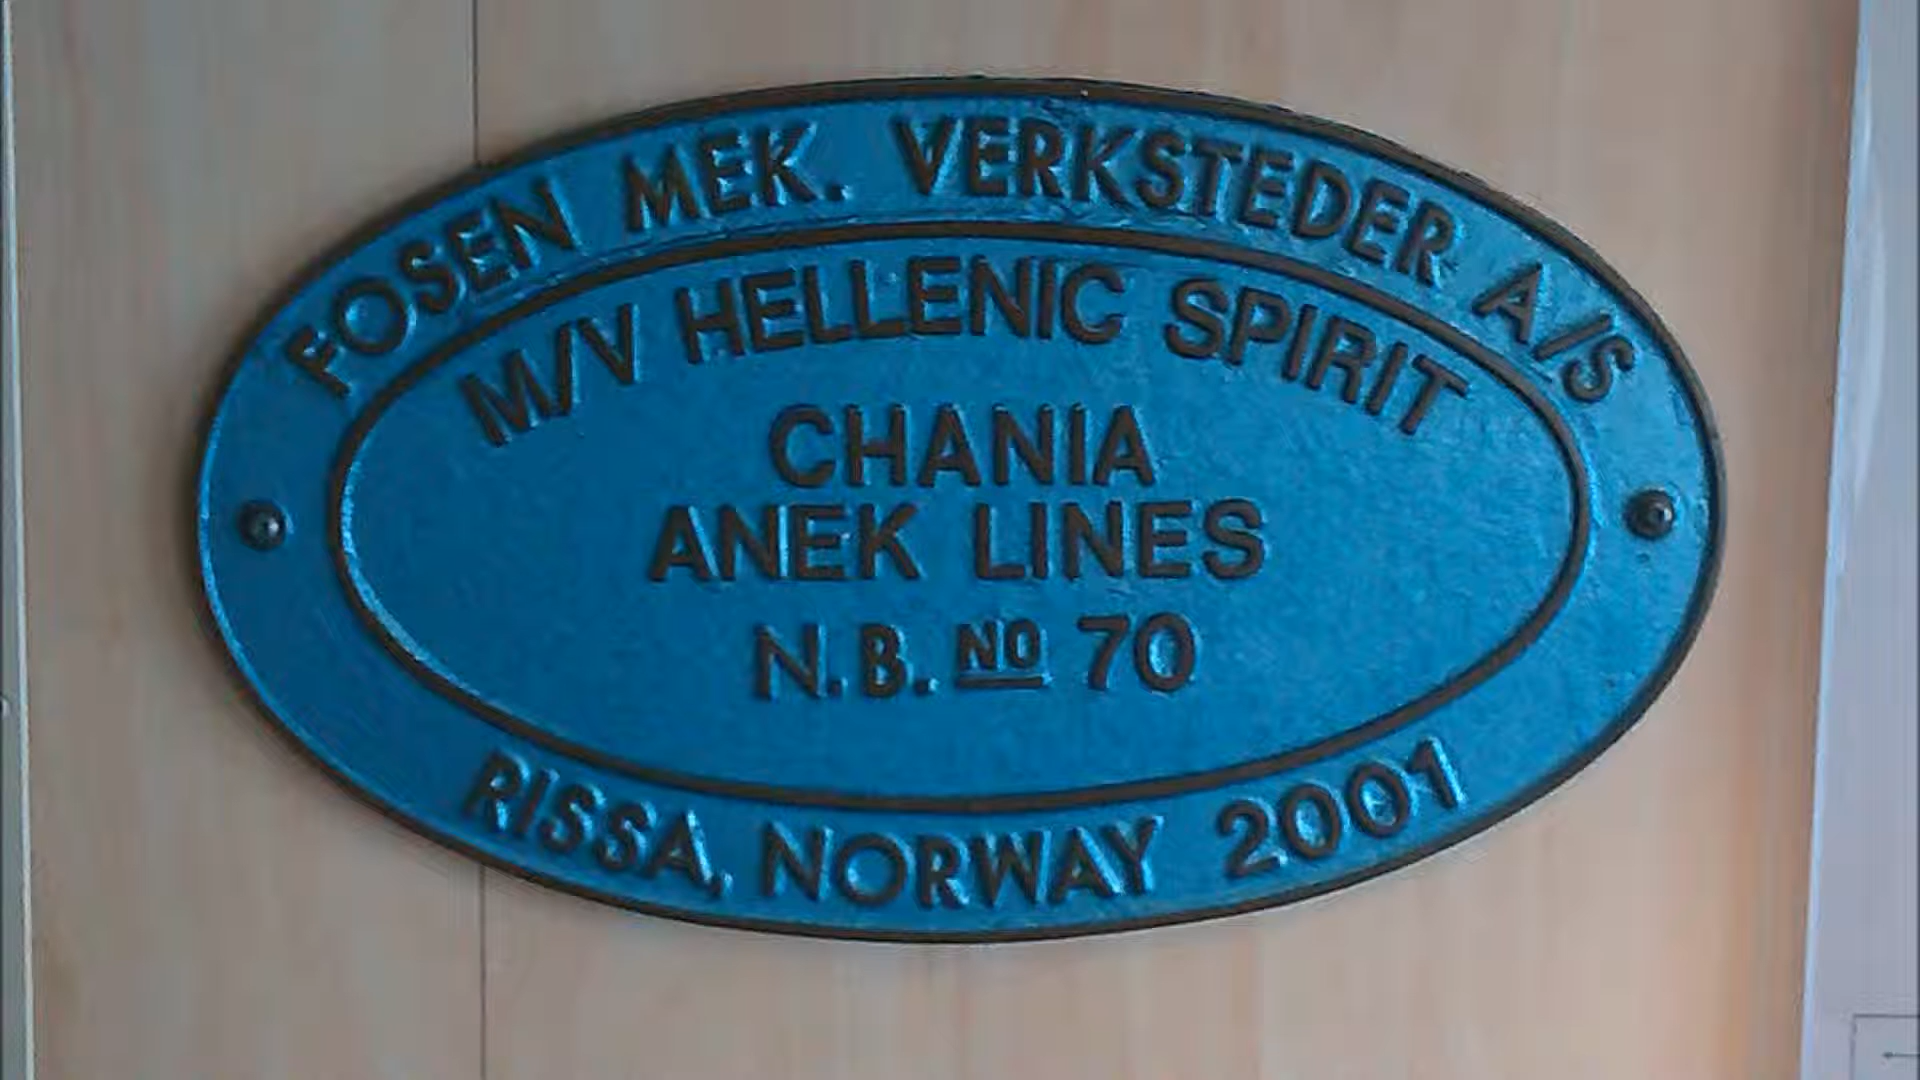 FOSEN MEK. VERKSTEDER A/S
M/V HELLENIC SPIRIT
CHANIA
ANEK LINES
N.B. NO 70
RISSA, NORWAY 2001